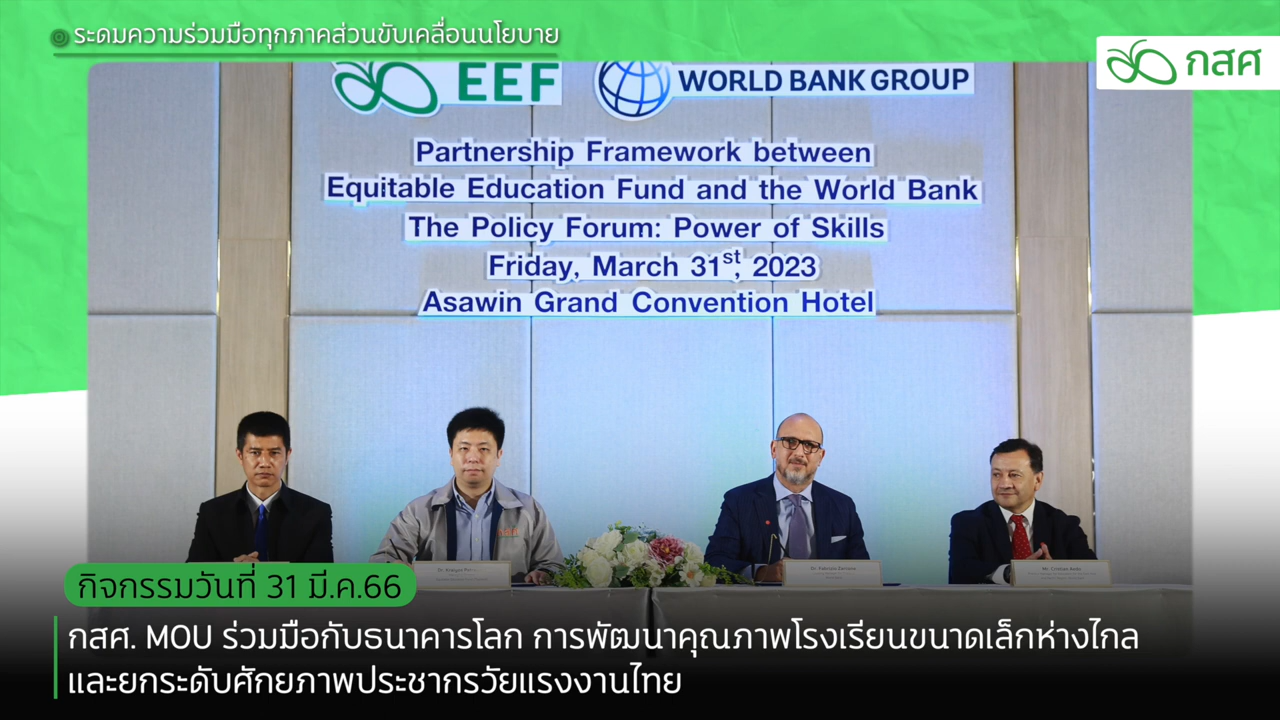 ระดมความร่วมมือทุกภาคส่วนขับเคลื่อนนโยบาย
กสศ
EEF
WORLD BANK GROUP
Partnership Framework between
Equitable Education Fund and the World Bank
The Policy Forum: Power of Skills
Friday, March 31st, 2023
Asawin Grand Convention Hotel
Dr. Kraiyos
Dr. Fabrizio Zarcone
Mr. Cristian Aedo
กิจกรรมวันที่ 31 มี.ค.66
กสศ. MOU ร่วมมือกับธนาคารโลก การพัฒนาคุณภาพโรงเรียนขนาดเล็กห่างไกล
และยกระดับศักยภาพประชากรวัยแรงงานไทย